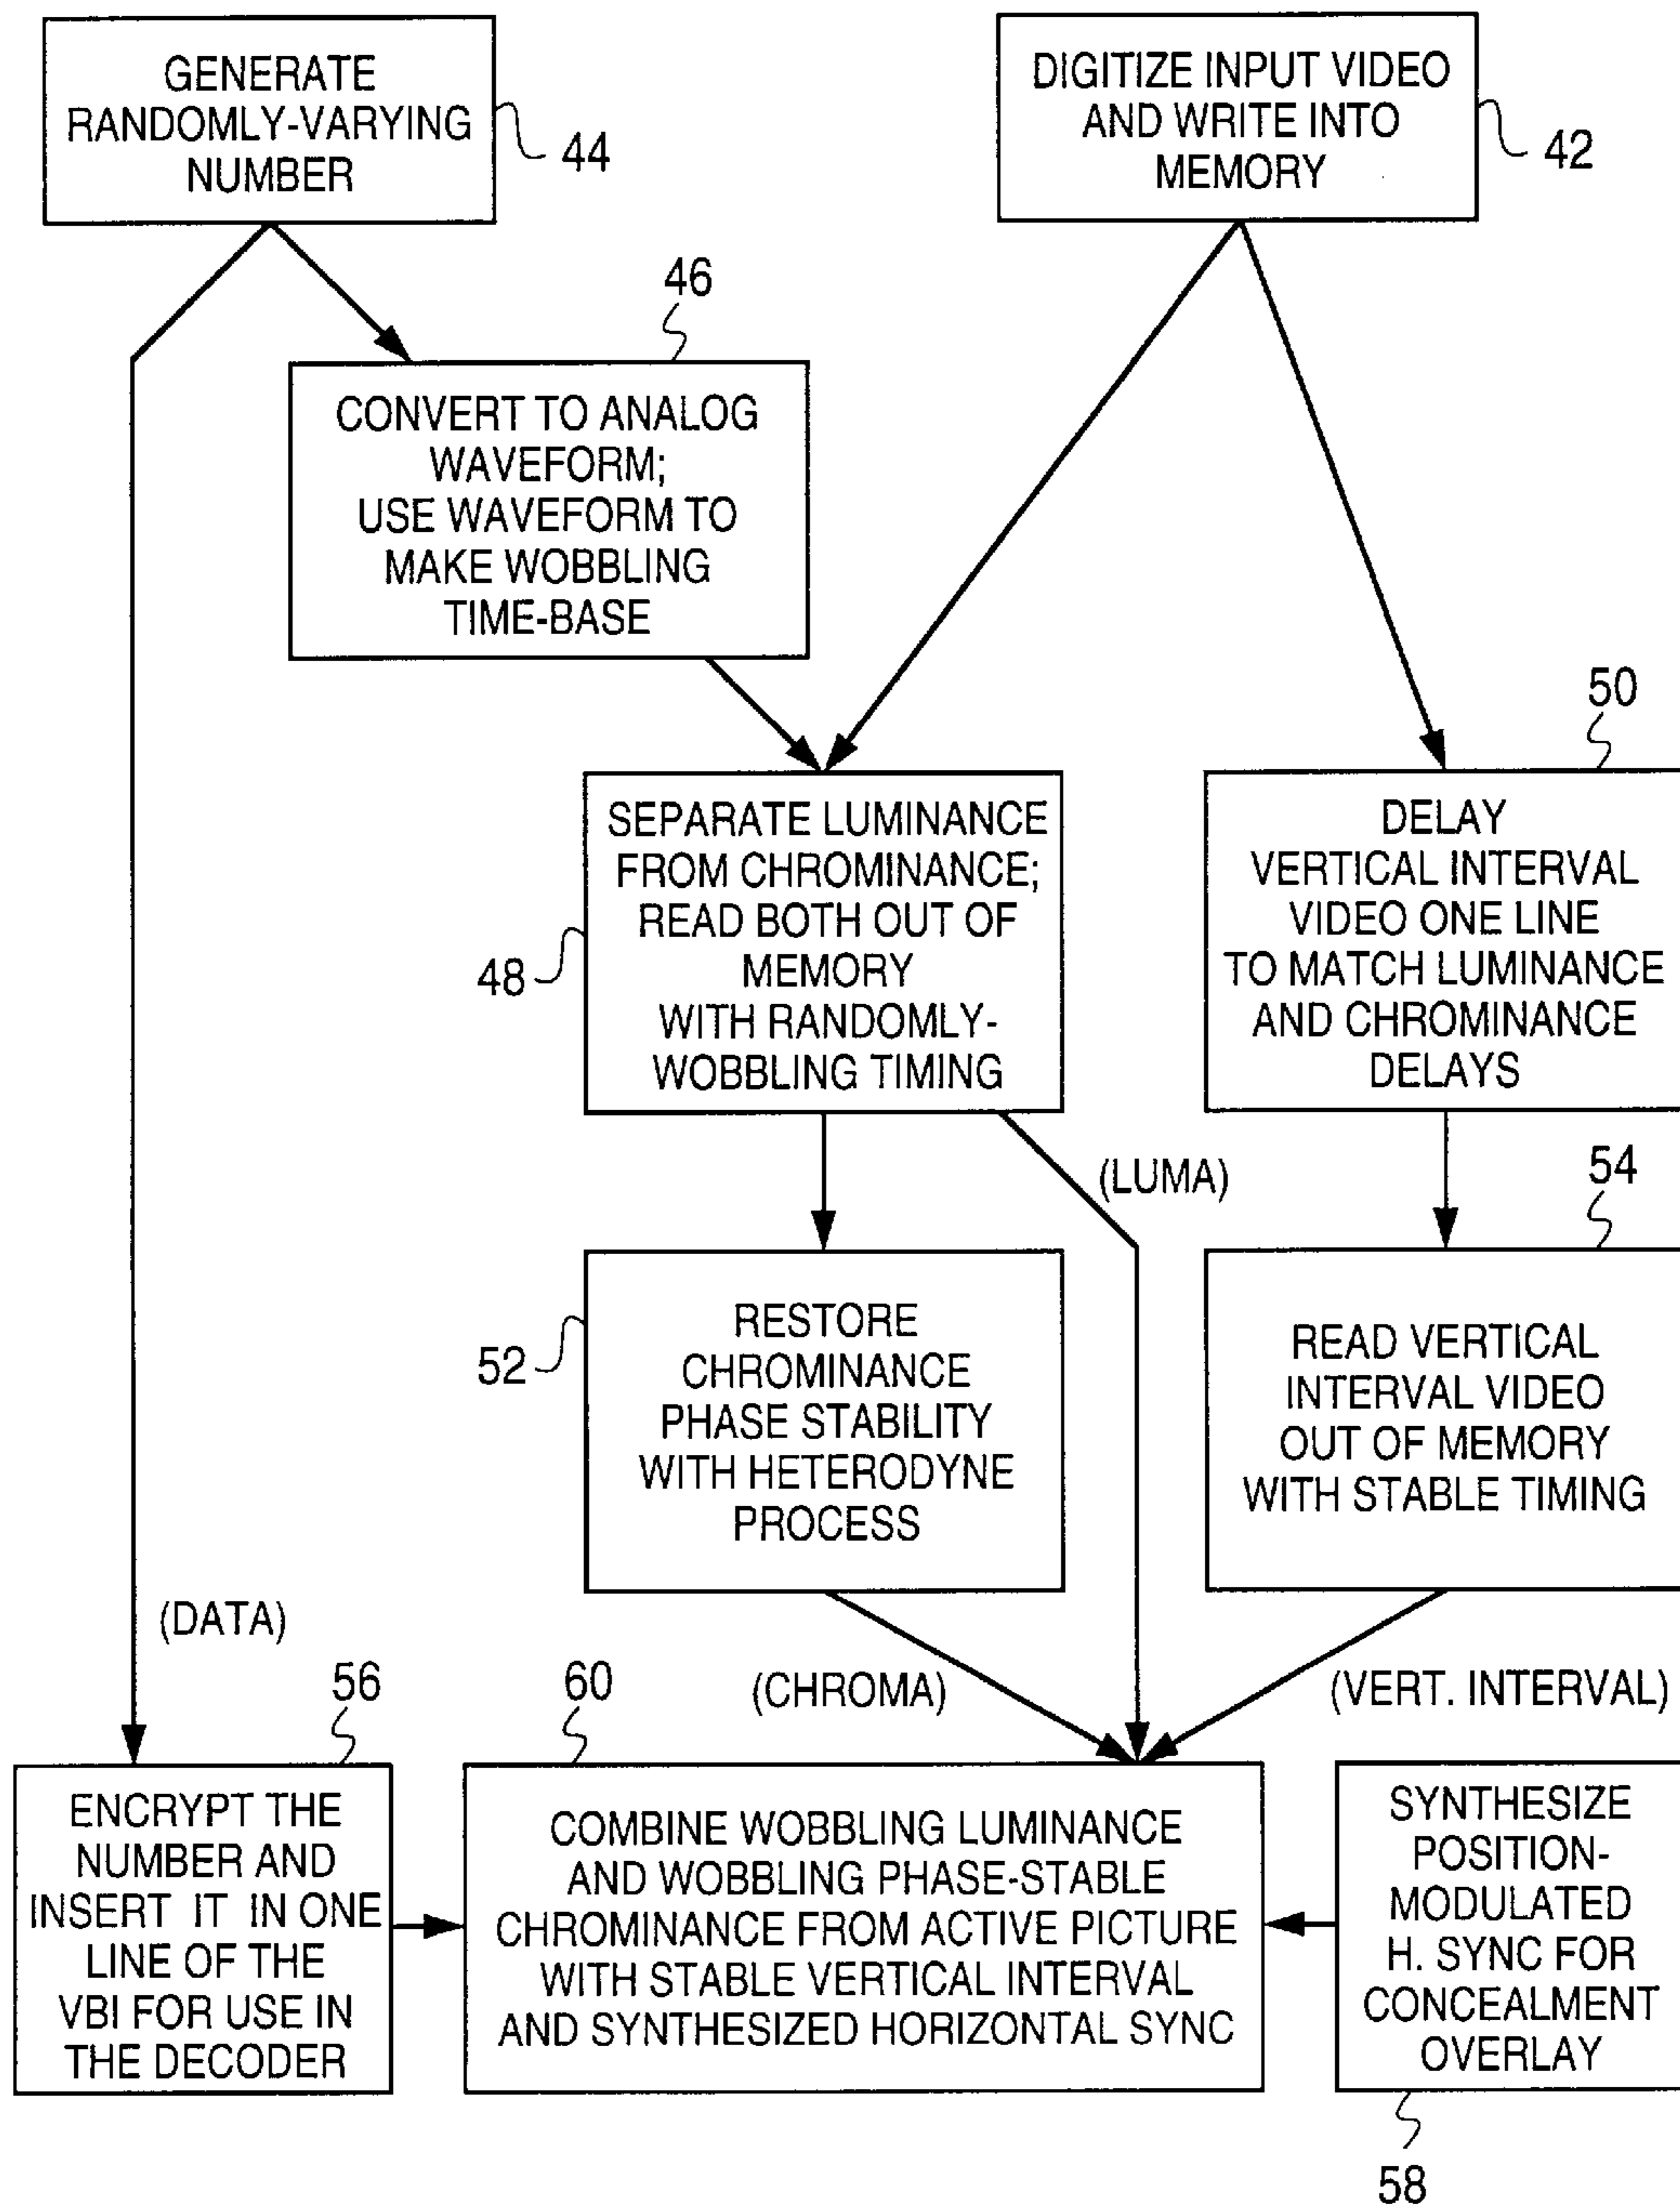 GENERATE
RANDOMLY-VARYING
NUMBER
44
DIGITIZE INPUT VIDEO
AND WRITE INTO
MEMORY
42
46
CONVERT TO ANALOG
WAVEFORM;
USE WAVEFORM TO
MAKE WOBBLING
TIME-BASE
48
SEPARATE LUMINANCE
FROM CHROMINANCE;
READ BOTH OUT OF
MEMORY
WITH RANDOMLY-
WOBBLING TIMING
50
DELAY
VERTICAL INTERVAL
VIDEO ONE LINE
TO MATCH LUMINANCE
AND CHROMINANCE
DELAYS
(LUMA)
52
RESTORE
CHROMINANCE
PHASE STABILITY
WITH HETERODYNE
PROCESS
54
READ VERTICAL
INTERVAL VIDEO
OUT OF MEMORY
WITH STABLE TIMING
(DATA)
(CHROMA)
(VERT. INTERVAL)
56
ENCRYPT THE
NUMBER AND
INSERT IT IN ONE
LINE OF THE
VBI FOR USE IN
THE DECODER
60
COMBINE WOBBLING LUMINANCE
AND WOBBLING PHASE-STABLE
CHROMINANCE FROM ACTIVE PICTURE
WITH STABLE VERTICAL INTERVAL
AND SYNTHESIZED HORIZONTAL SYNC
SYNTHESIZE
POSITION-
MODULATED
H. SYNC FOR
CONCEALMENT
OVERLAY
58